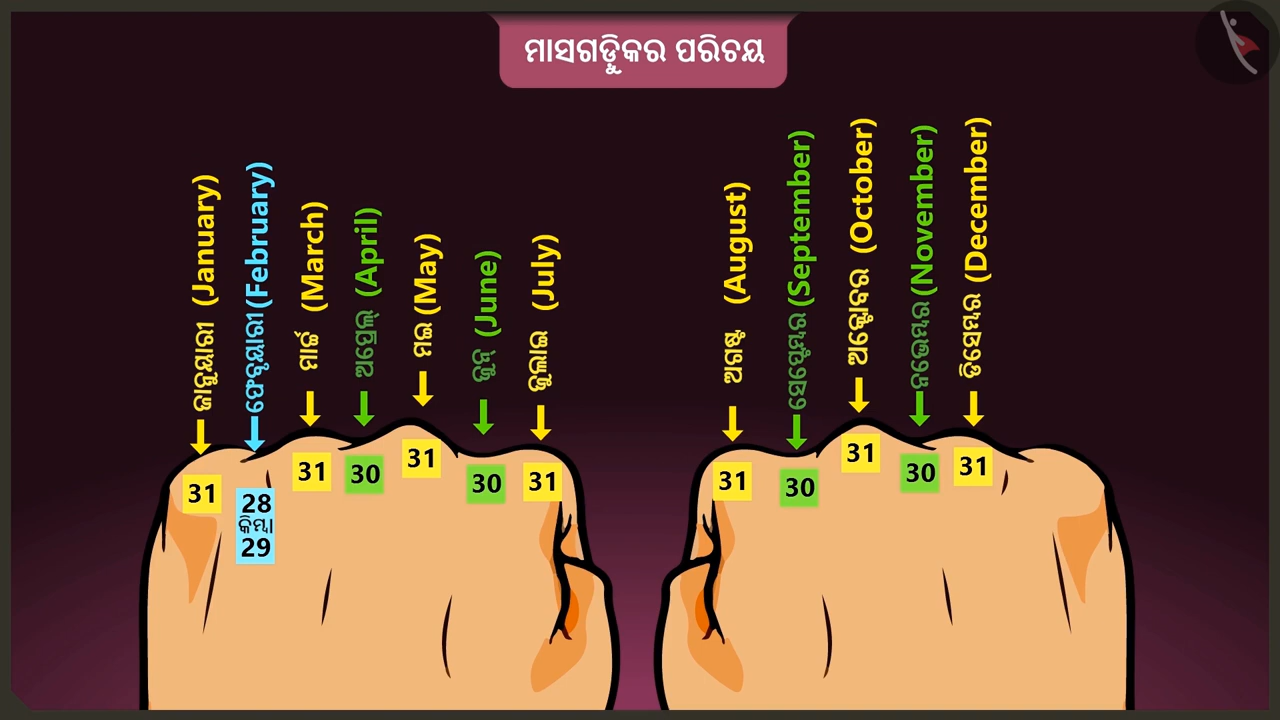 ମାସଗଡ଼ିୁକର ପରିଚୟ
ଜାନୁୟାରୀ (January)
ଫେବୃୟାରୀ (February)
ମାର୍ଚ୍ଚ (March)
ଅପ୍ରେଲ୍ (April)
ମଇ (May)
ଜୁନ୍ (June)
ଜୁଲାଇ (July)
ଅଗଷ୍ଟ (August)
ସେପ୍ଟେମ୍ବର (September)
ଅକ୍ଟୋବର (October)
ନଭେମ୍ବର (November)
ଡିସେମ୍ବର (December)
31
28
କିମ୍ବା
29
31
30
31
30
31
31
30
31
30
31